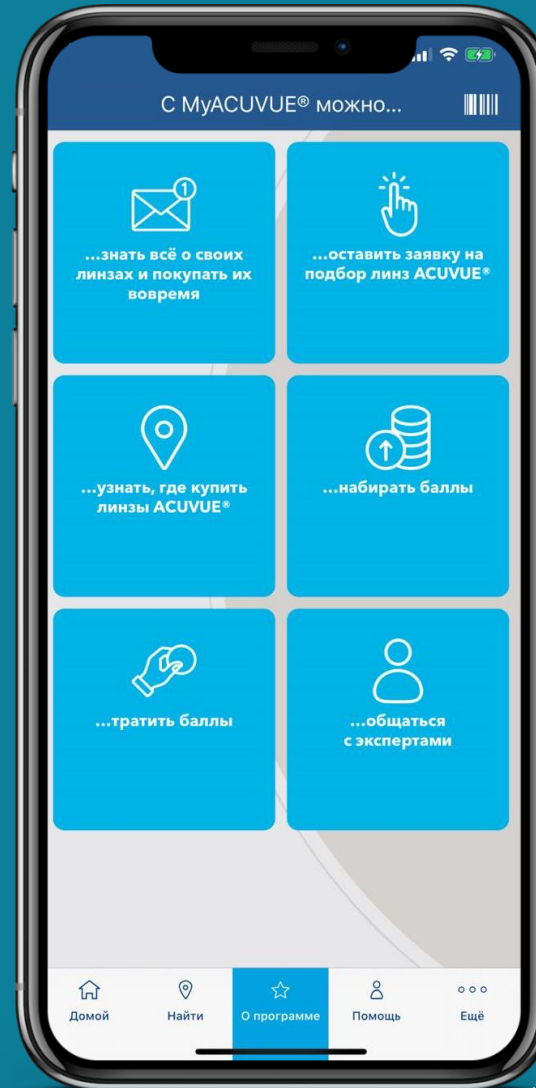 С MyACUVUE® можно...
1
...знать всё о своих
линзах и покупать их
вовремя
...оставить заявку на
подбор линз ACUVUE®
...узнать, где купить
линзы ACUVUE®
...набирать баллы
...тратить баллы
...общаться
с экспертами
Домой
Найти
О программе
Помощь
Ещё